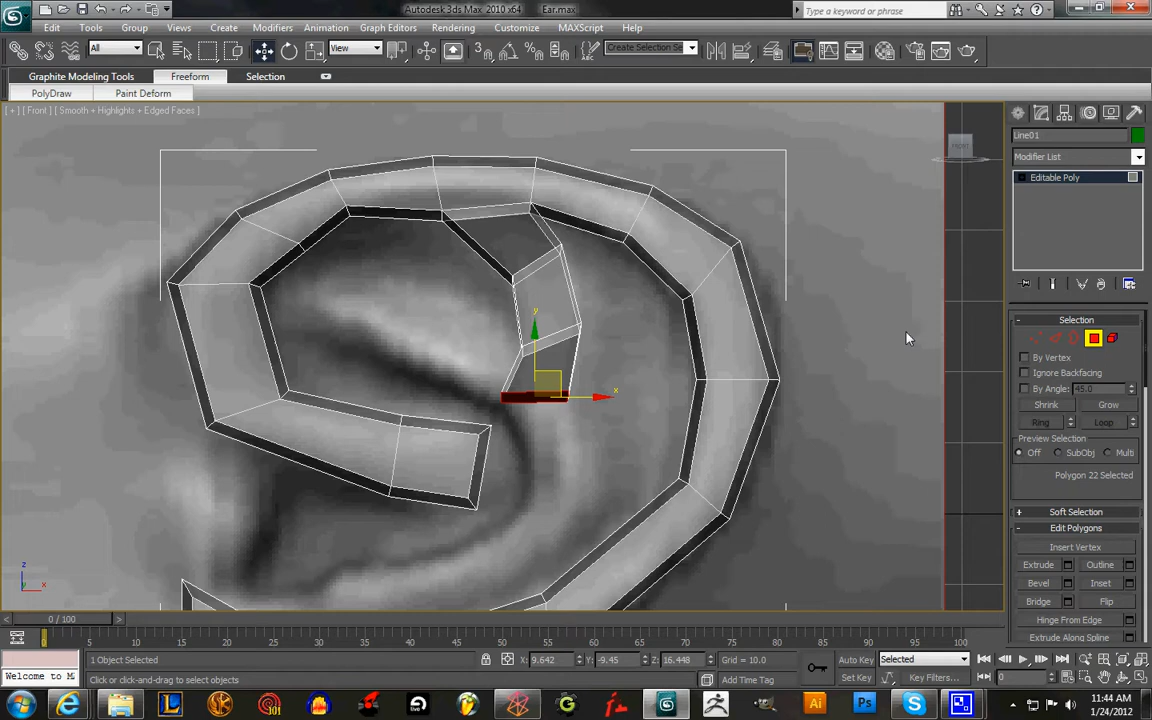 Autodesk 3ds Max 2010 x64 Ear.max
Type a keyword or phrase
Edit Tools Group Views Create Modifiers Animation Graph Editors Rendering Customize MAXScript Help
All View Create Selection Se
Graphite Modeling Tools Freeform Selection
PolyDraw Paint Deform
[ + ] [ Front ] [ Smooth + Highlights + Edged Faces ]
FRONT
Line01
Modifier List
Editable Poly
Selection
By Vertex
Ignore Backfacing
By Angle: 45.0
Shrink Grow
Ring Loop
Preview Selection
Off SubObj Multi
Polygon 22 Selected
Soft Selection
Edit Polygons
Insert Vertex
Extrude Outline
Bevel Inset
Bridge Flip
Hinge From Edge
Extrude Along Spline
y
x
z
x
0 / 100
0 5 10 15 20 25 30 35 40 45 50 55 60 65 70 75 80 85 90 95 100
1 Object Selected X: 9.642 Y: -9.45 Z: 16.448 Grid = 10.0 Auto Key Selected
Welcome to M Click or click-and-drag to select objects Add Time Tag Set Key Key Filters... 0
11:44 AM
1/24/2012